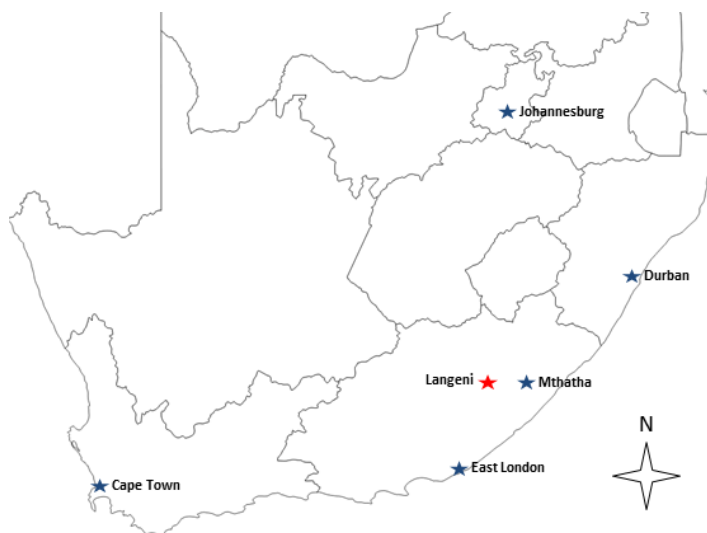 Johannesburg
Durban
Langeni
Mthatha
N
East London
Cape Town